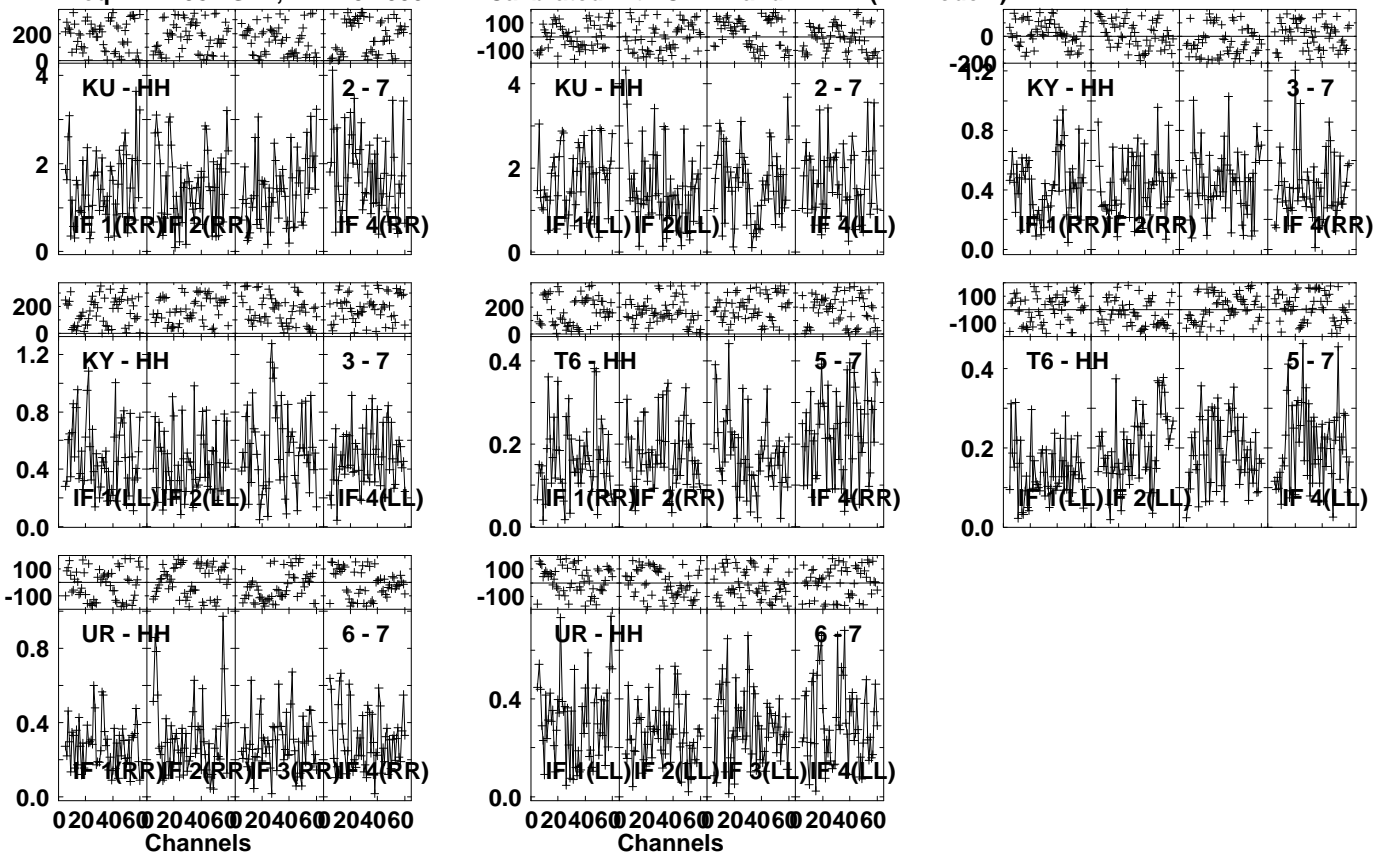 200
0
KU - HH 2 - 7
4
2
0
IF 1(RR) IF 2(RR) IF 4(RR)
100
-100
KU - HH 2 - 7
4
2
0
IF 1(LL) IF 2(LL) IF 4(LL)
0
-200
KY - HH 3 - 7
1.2
0.8
0.4
0.0
IF 1(RR) IF 2(RR) IF 4(RR)
200
0
KY - HH 3 - 7
1.2
0.8
0.4
0.0
IF 1(LL) IF 2(LL) IF 4(LL)
200
0
T6 - HH 5 - 7
0.4
0.2
0.0
IF 1(RR) IF 2(RR) IF 4(RR)
100
-100
T6 - HH 5 - 7
0.4
0.2
0.0
IF 1(LL) IF 2(LL) IF 4(LL)
100
-100
UR - HH 6 - 7
0.8
0.4
0.0
IF 1(RR) IF 2(RR) IF 3(RR) IF 4(RR)
0 20 40 60 0 20 40 60 0 20 40 60 0 20 40 60
Channels
100
-100
UR - HH 6 - 7
0.4
0.0
IF 1(LL) IF 2(LL) IF 3(LL) IF 4(LL)
0 20 40 60 0 20 40 60 0 20 40 60 0 20 40 60
Channels